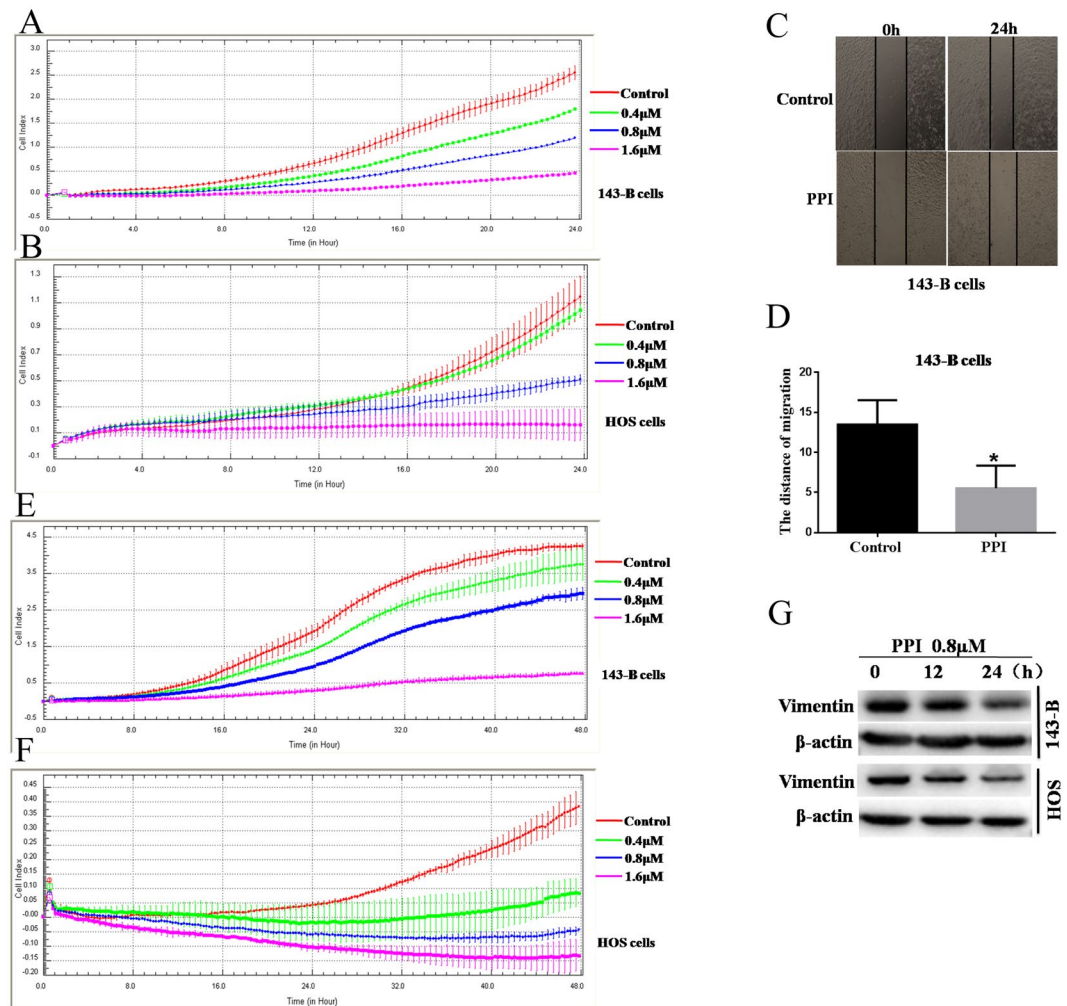 A
3.0
2.5
2.0
1.5
1.0
0.5
0.0
-0.5
Cell Index
0.0
4.0
8.0
12.0
16.0
20.0
24.0
Time (in Hour)
Control
0.4μM
0.8μM
1.6μM
143-B cells
B
1.3
1.1
0.9
0.7
0.5
0.3
0.1
-0.1
Cell Index
0.0
4.0
8.0
12.0
16.0
20.0
24.0
Time (in Hour)
Control
0.4μM
0.8μM
1.6μM
HOS cells
C
0h 24h
Control
PPI
143-B cells
D
143-B cells
The distance of migration
20
15
10
5
0
*
Control PPI
E
4.5
3.5
2.5
1.5
0.5
-0.5
Cell Index
0.0
8.0
16.0
24.0
32.0
40.0
48.0
Time (in Hour)
Control
0.4μM
0.8μM
1.6μM
143-B cells
F
0.45
0.40
0.35
0.30
0.25
0.20
0.15
0.10
0.05
-0.00
-0.05
-0.10
-0.15
-0.20
Cell Index
0.0
8.0
16.0
24.0
32.0
40.0
48.0
Time (in Hour)
Control
0.4μM
0.8μM
1.6μM
HOS cells
G
PPI 0.8μM
0 12 24 (h)
Vimentin
β-actin
143-B
Vimentin
β-actin
HOS